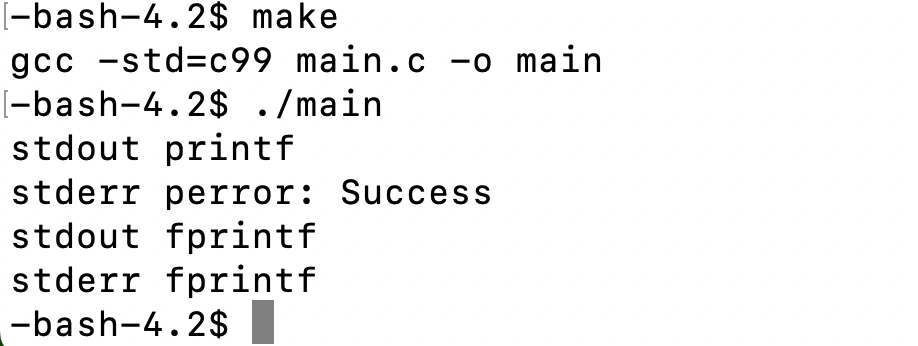 [-bash-4.2$ make
gcc -std=c99 main.c -o main
[-bash-4.2$ ./main
stdout printf
stderr perror: Success
stdout fprintf
stderr fprintf
-bash-4.2$